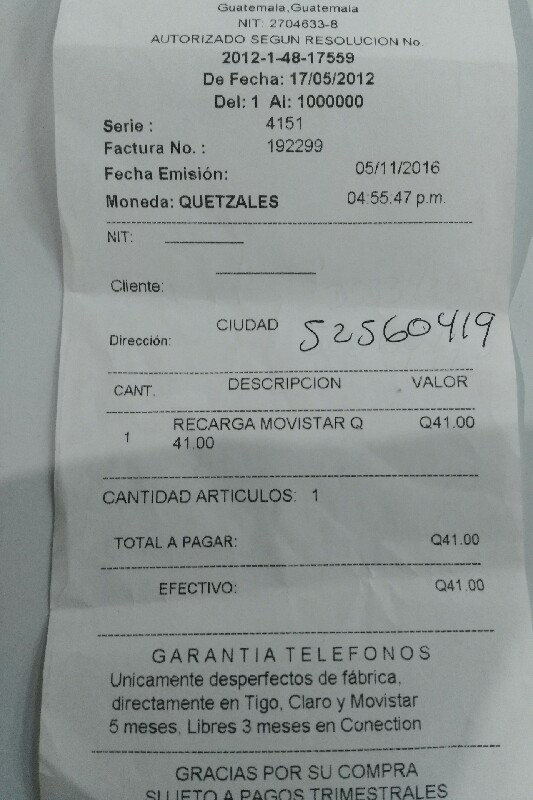 Guatemala,Guatemala
NIT: 2704633-8
AUTORIZADO SEGUN RESOLUCION No.
2012-1-48-17559
De Fecha: 17/05/2012
Del: 1 Al: 1000000
Serie : 4151
Factura No. : 192299
Fecha Emisión: 05/11/2016
Moneda: QUETZALES 04:55:47 p.m.
NIT:
Cliente:
Dirección: CIUDAD 52560419
CANT. DESCRIPCION VALOR
1 RECARGA MOVISTAR Q Q41.00
41.00
CANTIDAD ARTICULOS: 1
TOTAL A PAGAR: Q41.00
EFECTIVO: Q41.00
GARANTIA TELEFONOS
Unicamente desperfectos de fábrica,
directamente en Tigo, Claro y Movistar
5 meses, Libres 3 meses en Conection
GRACIAS POR SU COMPRA
SUJETO A PAGOS TRIMESTRALES